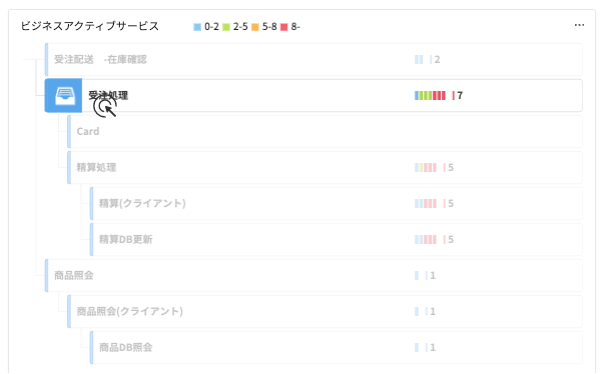 ビジネスアクティブサービス 0-2 2-5 5-8 8- ...
受注配送 -在庫確認 2
受注処理 7
Card
精算処理 5
精算(クライアント) 5
精算DB更新 5
商品照会 1
商品照会(クライアント) 1
商品DB照会 1